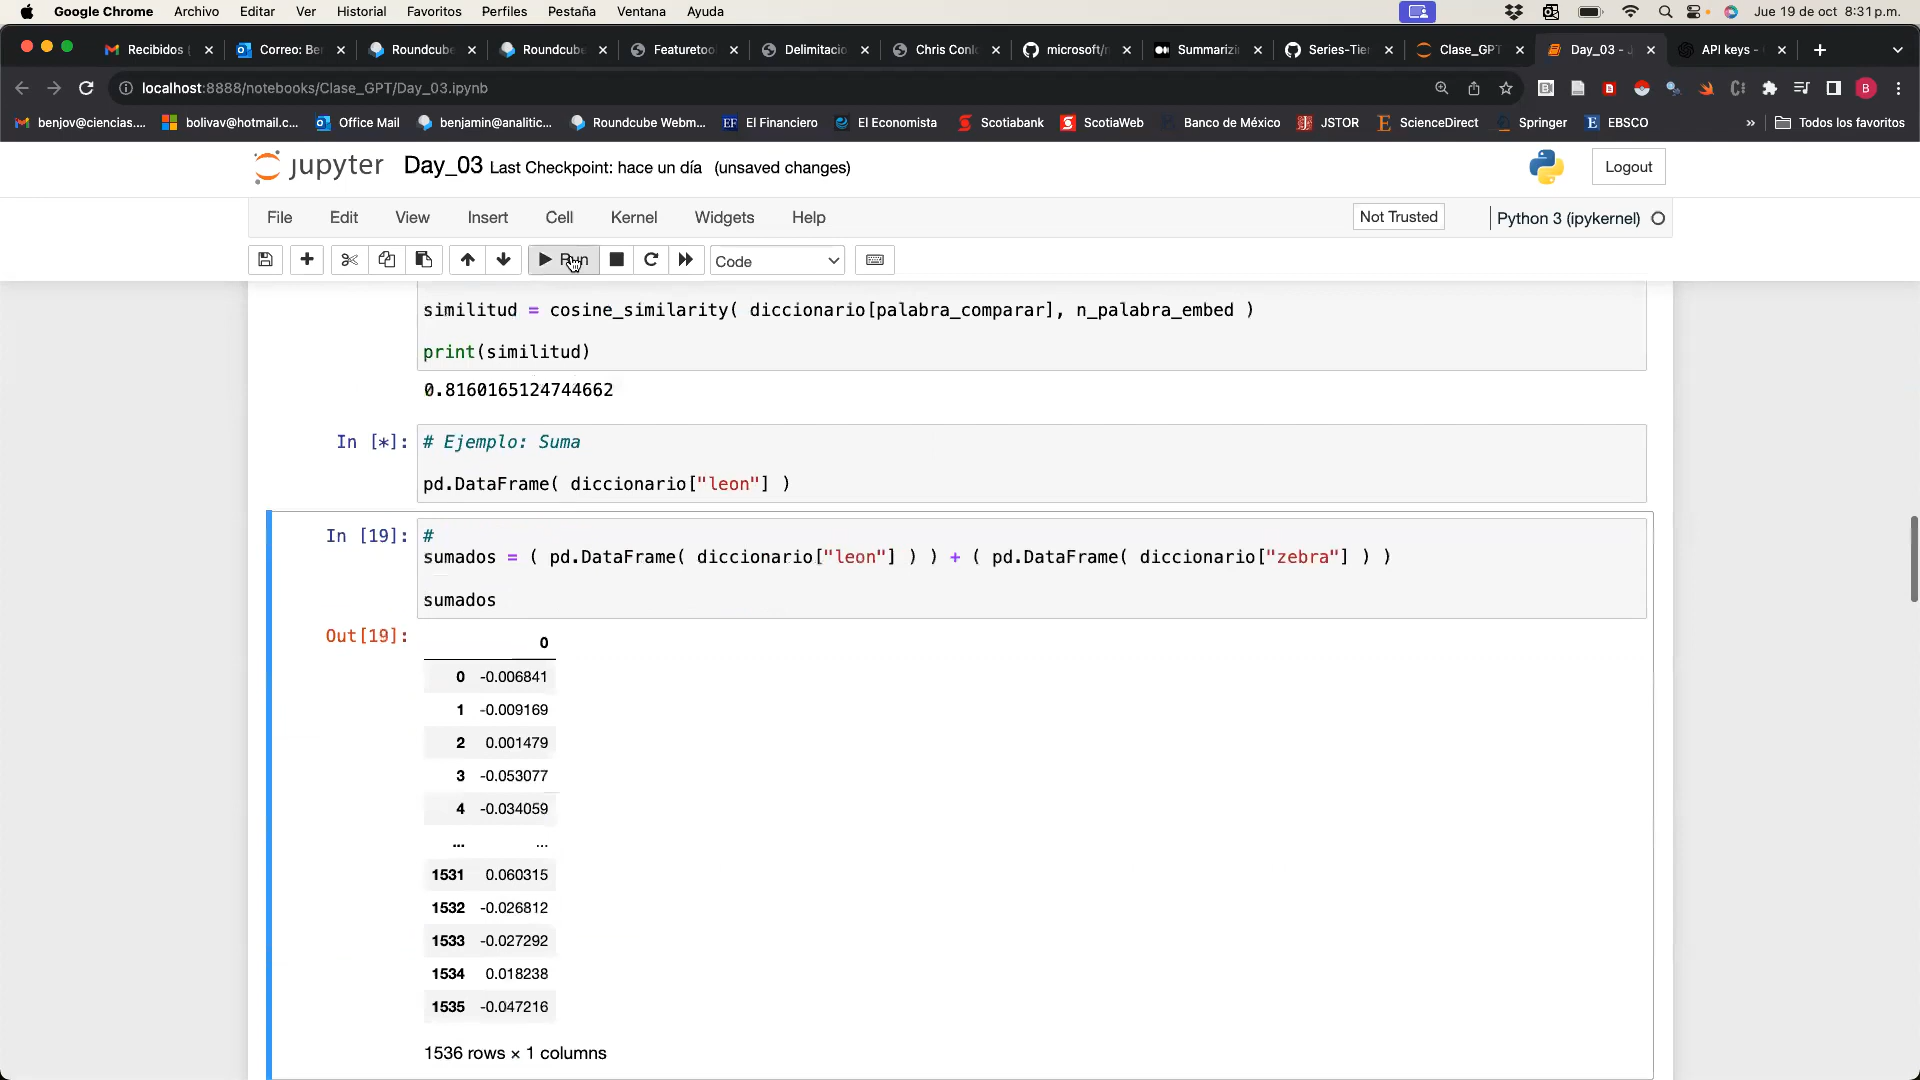 Google Chrome Archivo Editar Ver Historial Favoritos Perfiles Pestaña Ventana Ayuda Jue 19 de oct 8:31 p.m.
Recibidos Correo: Be Roundcube Roundcube Featuretoo Delimitacio Chris Conl microsoft/r Summarizi Series-Tier Clase_GPT Day_03 - API keys -
localhost:8888/notebooks/Clase_GPT/Day_03.ipynb
benjov@ciencias.... bolivav@hotmail.c... Office Mail benjamin@analitic... Roundcube Webm... El Financiero El Economista Scotiabank ScotiaWeb Banco de México JSTOR ScienceDirect Springer EBSCO » Todos los favoritos
jupyter Day_03 Last Checkpoint: hace un día (unsaved changes) Logout
File Edit View Insert Cell Kernel Widgets Help Not Trusted Python 3 (ipykernel)
Run Code
similitud = cosine_similarity( diccionario[palabra_comparar], n_palabra_embed )
print(similitud)
0.8160165124744662
In [*]: # Ejemplo: Suma
pd.DataFrame( diccionario["leon"] )
In [19]: #
sumados = ( pd.DataFrame( diccionario["leon"] ) ) + ( pd.DataFrame( diccionario["zebra"] ) )
sumados
Out[19]:
0
0 -0.006841
1 -0.009169
2 0.001479
3 -0.053077
4 -0.034059
... ...
1531 0.060315
1532 -0.026812
1533 -0.027292
1534 0.018238
1535 -0.047216
1536 rows × 1 columns